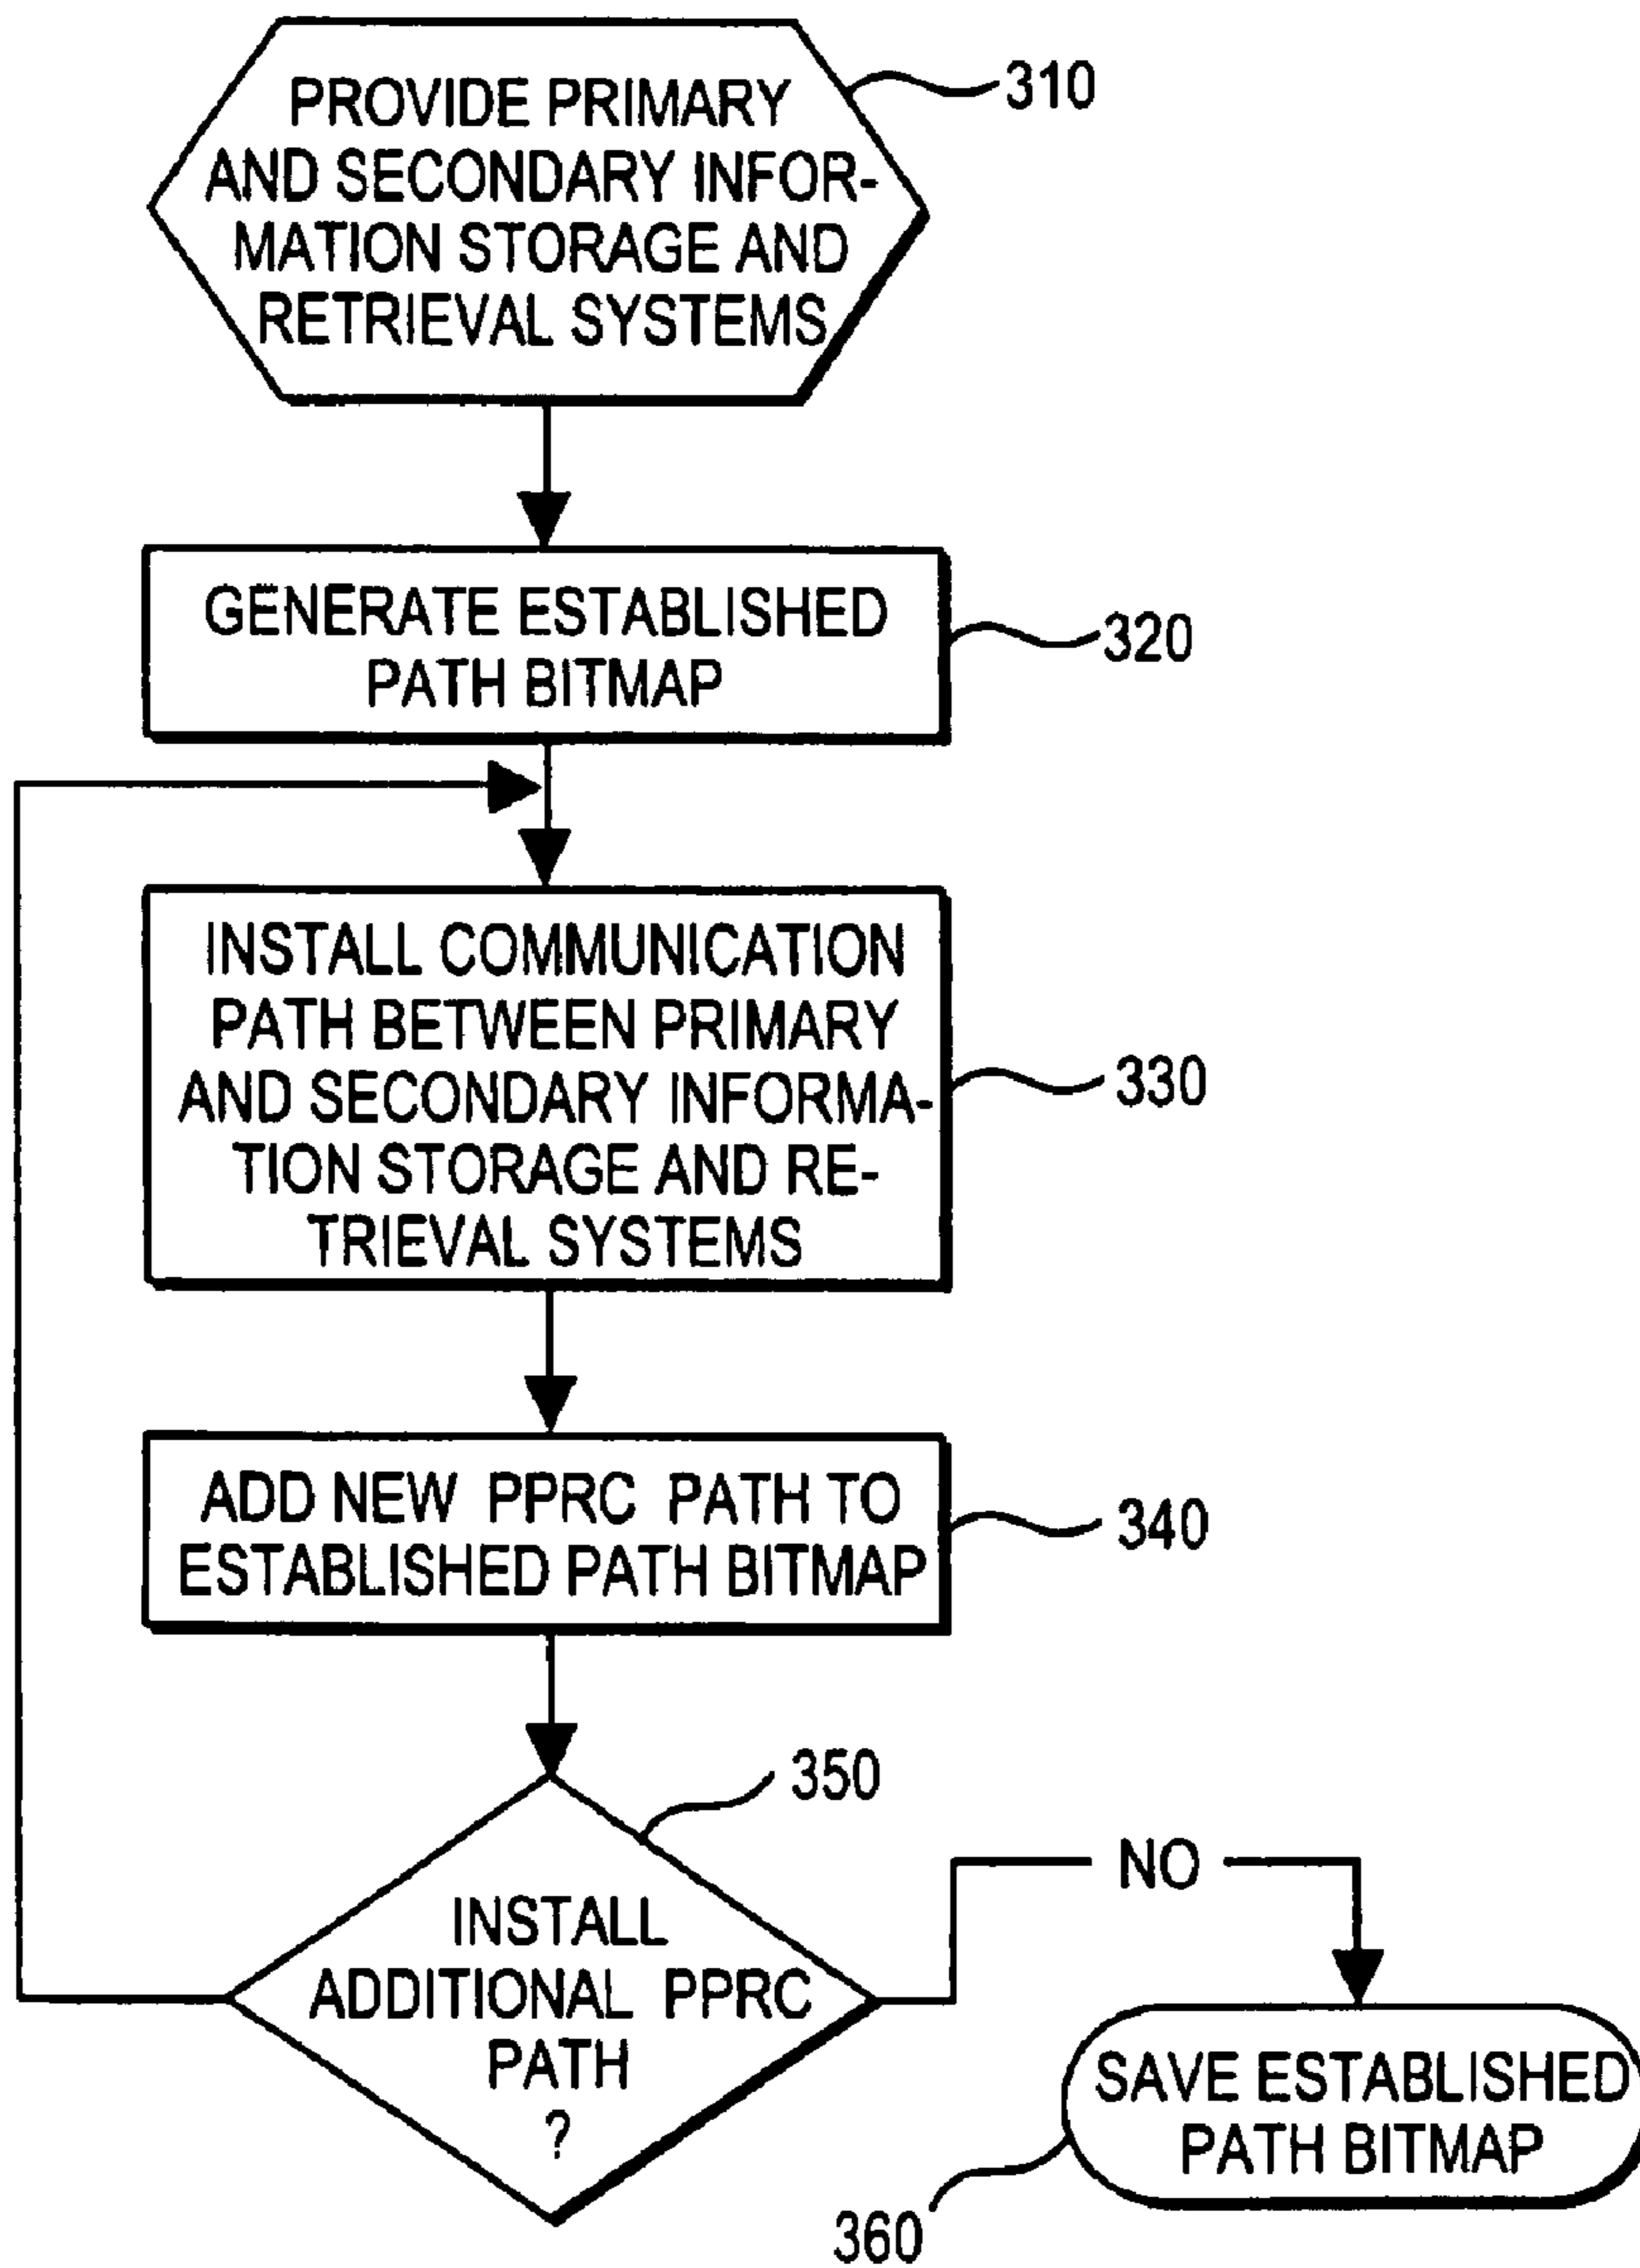 PROVIDE PRIMARY
AND SECONDARY INFOR-
MATION STORAGE AND
RETRIEVAL SYSTEMS
310
GENERATE ESTABLISHED
PATH BITMAP
320
INSTALL COMMUNICATION
PATH BETWEEN PRIMARY
AND SECONDARY INFORMA-
TION STORAGE AND RE-
TRIEVAL SYSTEMS
330
ADD NEW PPRC PATH TO
ESTABLISHED PATH BITMAP
340
350
INSTALL
ADDITIONAL PPRC
PATH
?
NO
SAVE ESTABLISHED
PATH BITMAP
360